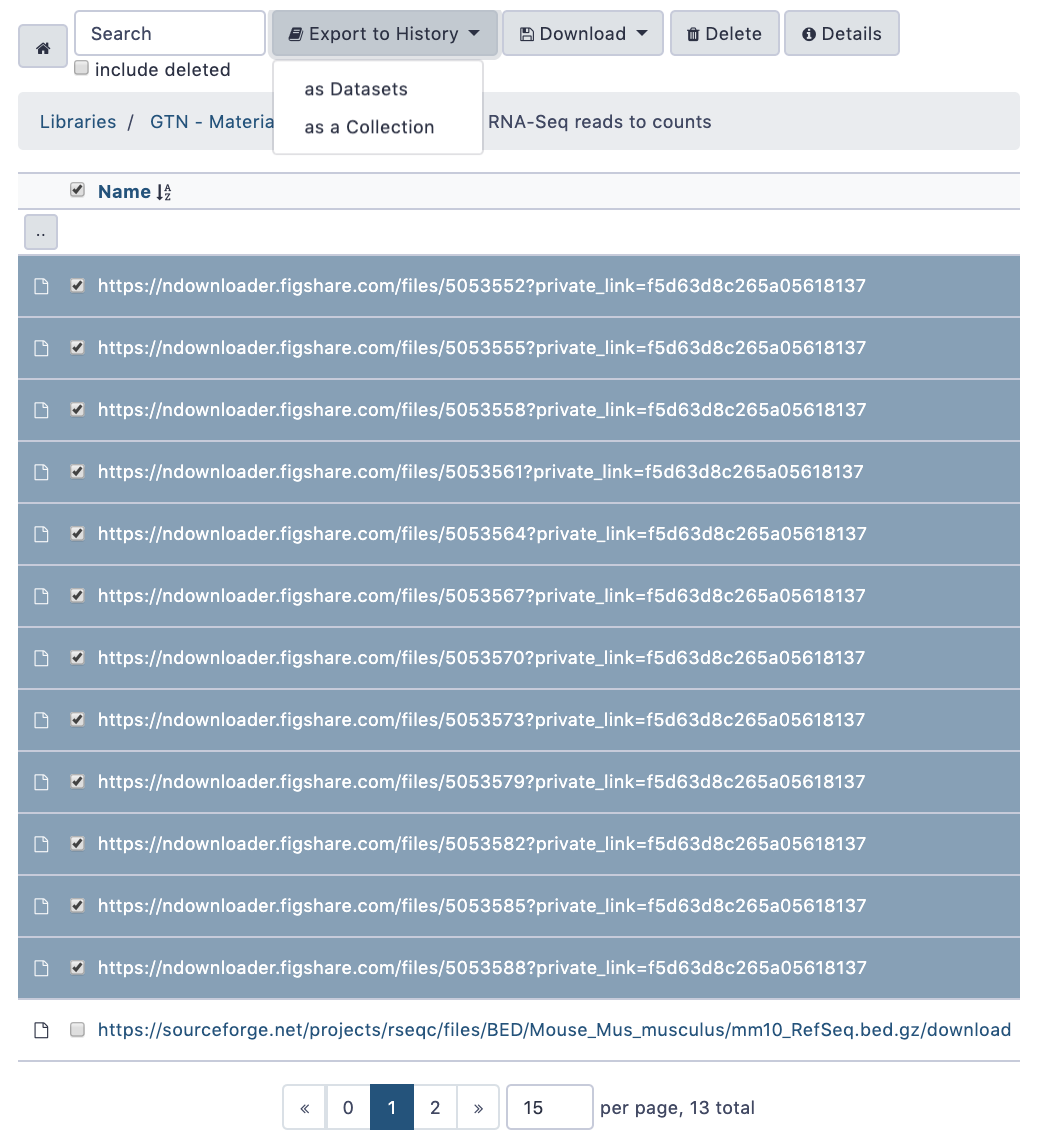 Search
Export to History
Download
Delete
Details
include deleted
as Datasets
as a Collection
Libraries / GTN - Materia RNA-Seq reads to counts
Name
..
https://ndownloader.figshare.com/files/5053552?private_link=f5d63d8c265a05618137
https://ndownloader.figshare.com/files/5053555?private_link=f5d63d8c265a05618137
https://ndownloader.figshare.com/files/5053558?private_link=f5d63d8c265a05618137
https://ndownloader.figshare.com/files/5053561?private_link=f5d63d8c265a05618137
https://ndownloader.figshare.com/files/5053564?private_link=f5d63d8c265a05618137
https://ndownloader.figshare.com/files/5053567?private_link=f5d63d8c265a05618137
https://ndownloader.figshare.com/files/5053570?private_link=f5d63d8c265a05618137
https://ndownloader.figshare.com/files/5053573?private_link=f5d63d8c265a05618137
https://ndownloader.figshare.com/files/5053579?private_link=f5d63d8c265a05618137
https://ndownloader.figshare.com/files/5053582?private_link=f5d63d8c265a05618137
https://ndownloader.figshare.com/files/5053585?private_link=f5d63d8c265a05618137
https://ndownloader.figshare.com/files/5053588?private_link=f5d63d8c265a05618137
https://sourceforge.net/projects/rseqc/files/BED/Mouse_Mus_musculus/mm10_RefSeq.bed.gz/download
« 0 1 2 » 15 per page, 13 total